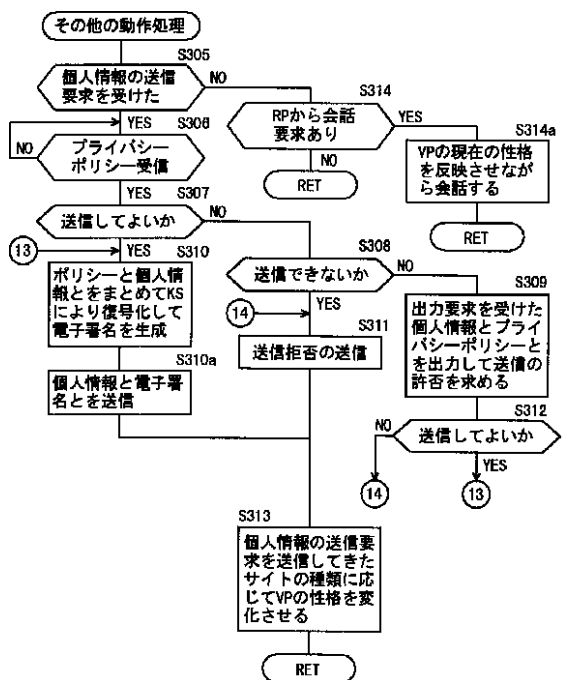 その他の動作処理
S305
個人情報の送信
要求を受けた
NO
YES
S306
プライバシー
ポリシー受信
NO
YES
S307
送信してよいか
NO
13
YES
S310
ポリシーと個人情
報とをまとめてKS
により復号化して
電子署名を生成
S310a
個人情報と電子署
名とを送信
S314
RPから会話
要求あり
YES
NO
RET
S314a
VPの現在の性格
を反映させなが
ら会話する
RET
S308
送信できないか
NO
YES
14
S311
送信拒否の送信
S309
出力要求を受けた
個人情報とプライ
バシーポリシーと
を出力して送信の
許否を求める
S312
送信してよいか
NO
YES
14
13
S313
個人情報の送信要
求を送信してきた
サイトの種類に応
じてVPの性格を変
化させる
RET